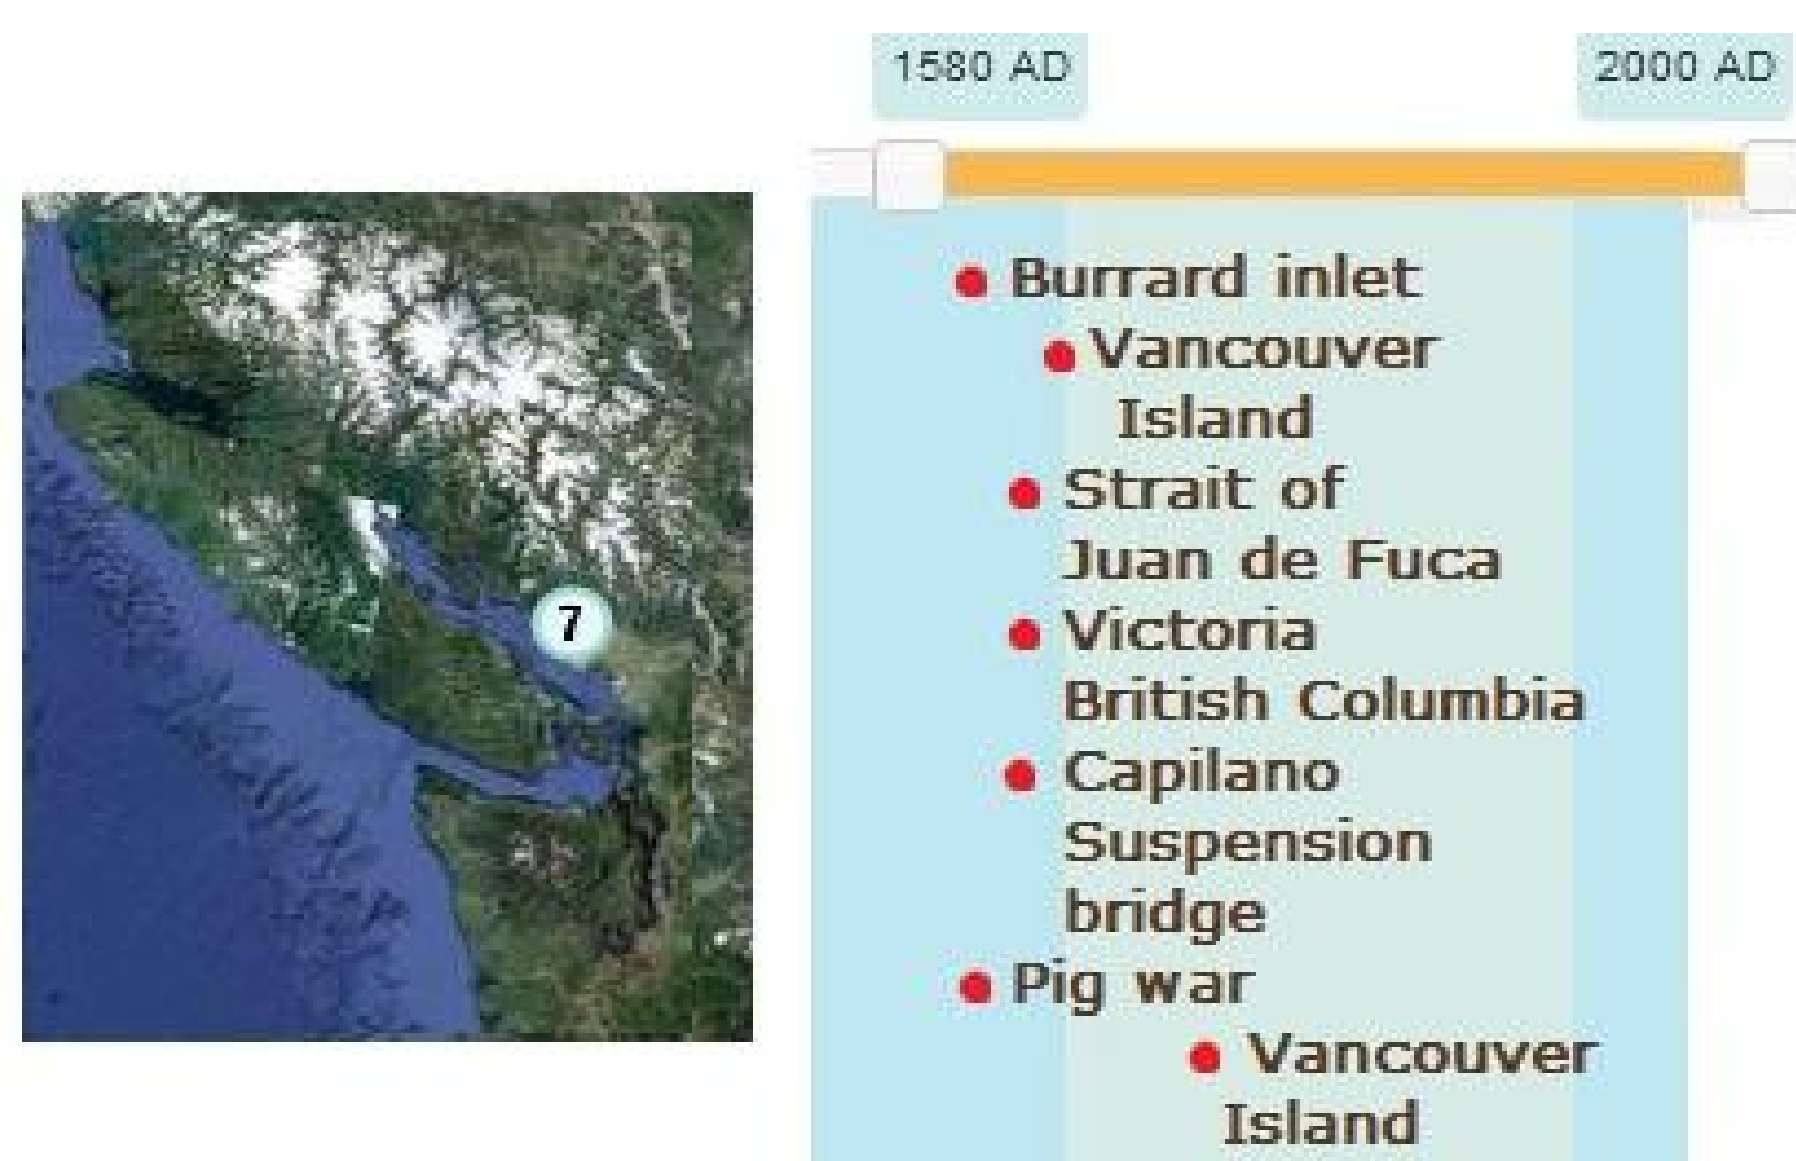 1580 AD
2000 AD
7
Burrard inlet
Vancouver
Island
Strait of
Juan de Fuca
Victoria
British Columbia
Capilano
Suspension
bridge
Pig war
Vancouver
Island